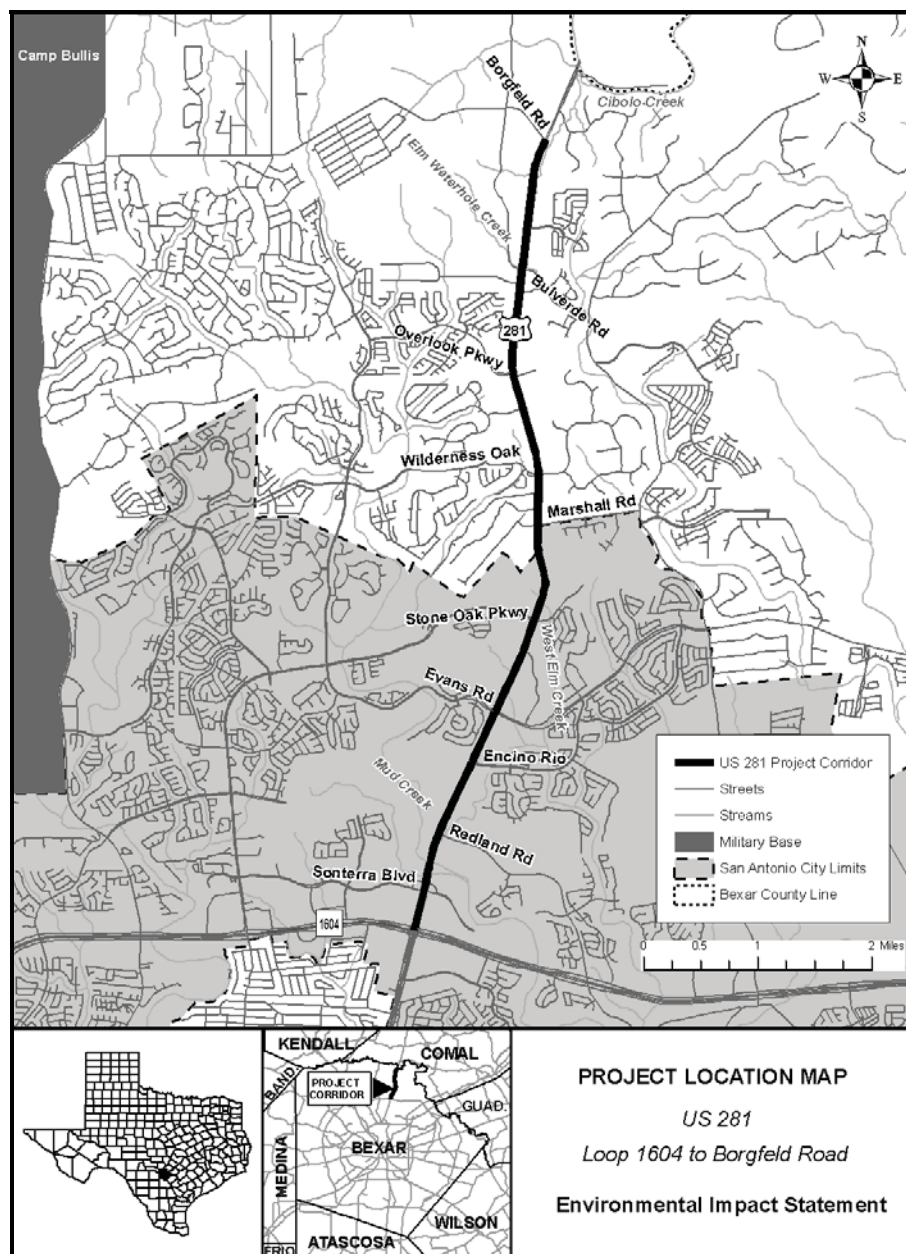 Camp Bullis
N
W
E
S
Borgfeld Rd
Cibolo Creek
Elm Waterhole Creek
Bulverde Rd
281
Overlook Pkwy
Wilderness Oak
Marshall Rd
Stone Oak Pkwy
West Elm Creek
Evans Rd
Encino Rio
Mud Creek
Redland Rd
Sonterra Blvd
1604
US 281 Project Corridor
Streets
Streams
Military Base
San Antonio City Limits
Bexar County Line
0 0.5 1 2 Miles
KENDALL
COMAL
BAND.
PROJECT
CORRIDOR
GUAD.
BEXAR
MEDINA
WILSON
ATASCOSA
FRIO
PROJECT LOCATION MAP
US 281
Loop 1604 to Borgfeld Road
Environmental Impact Statement